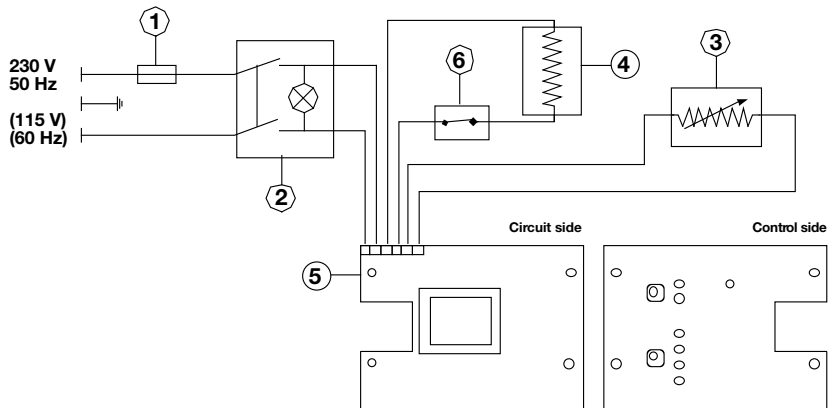 1
3
6
230 V
50 Hz
4
(115 V)
(60 Hz)
2
Circuit side
Control side
5